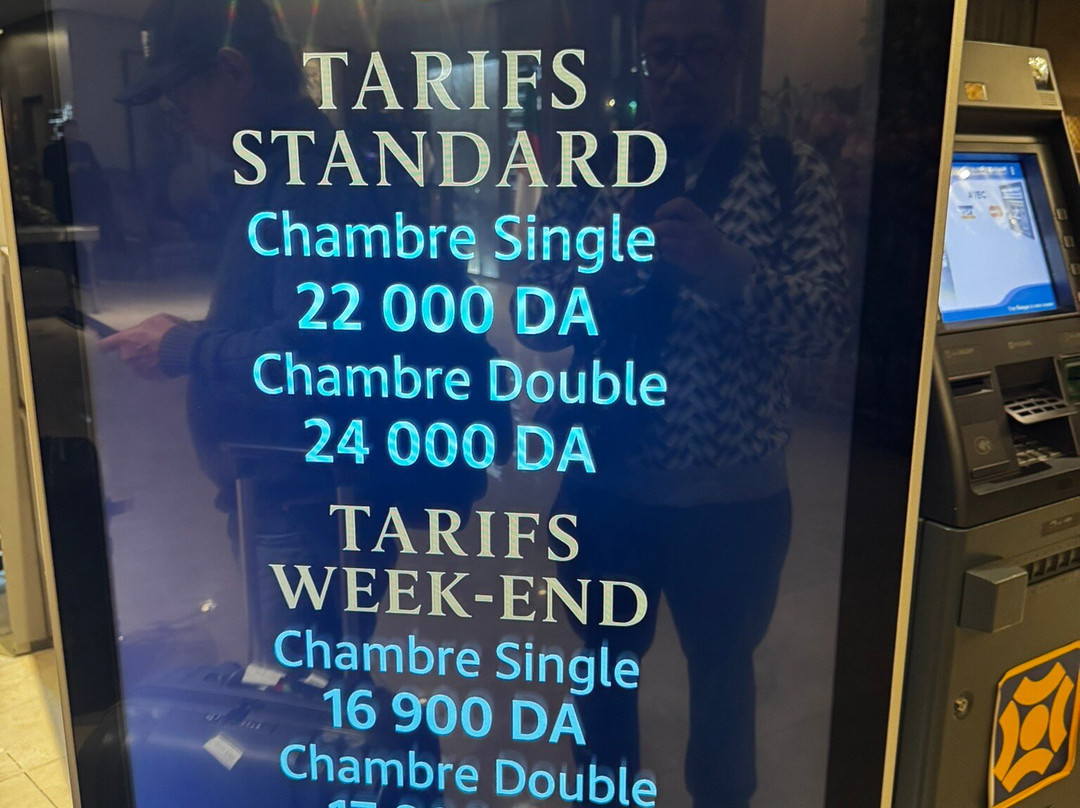 TARIFS
STANDARD
Chambre Single
22 000 DA
Chambre Double
24 000 DA
TARIFS
WEEK-END
Chambre Single
16 900 DA
Chambre Double
AVEC